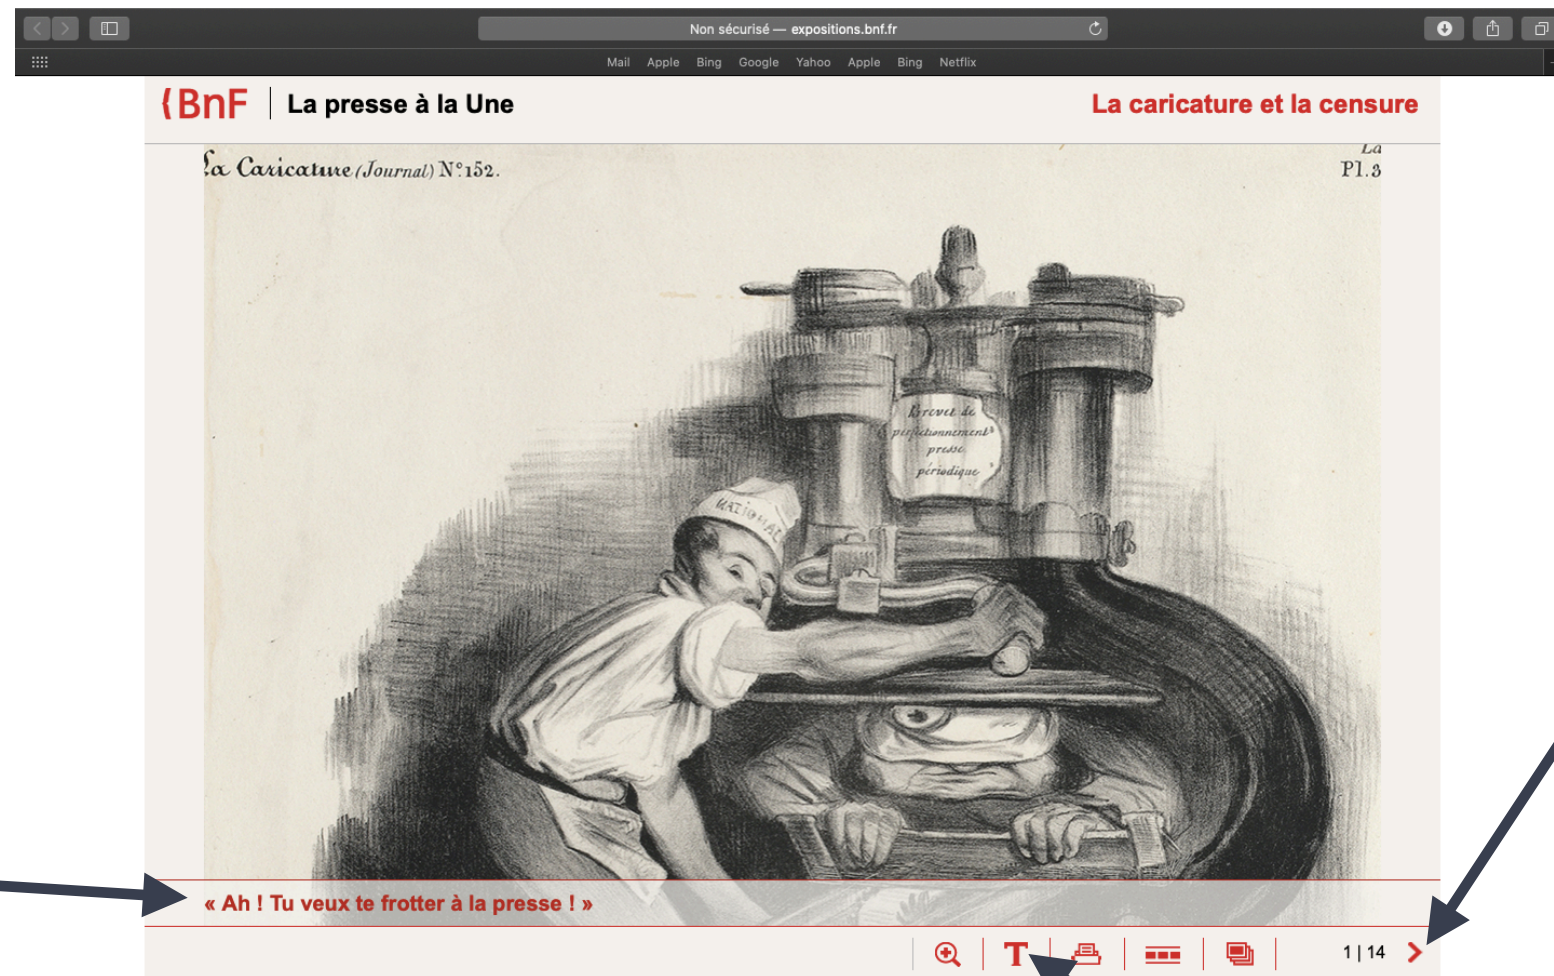 Non sécurisé — expositions.bnf.fr
Mail Apple Bing Google Yahoo Apple Bing Netflix
{BnF La presse à la Une
La caricature et la censure
La Caricature (Journal) N° 152.
La
Pl. 3
Brevet de
perfectionnement
presse
périodique
NATIONAL
« Ah ! Tu veux te frotter à la presse ! »
T
1 | 14